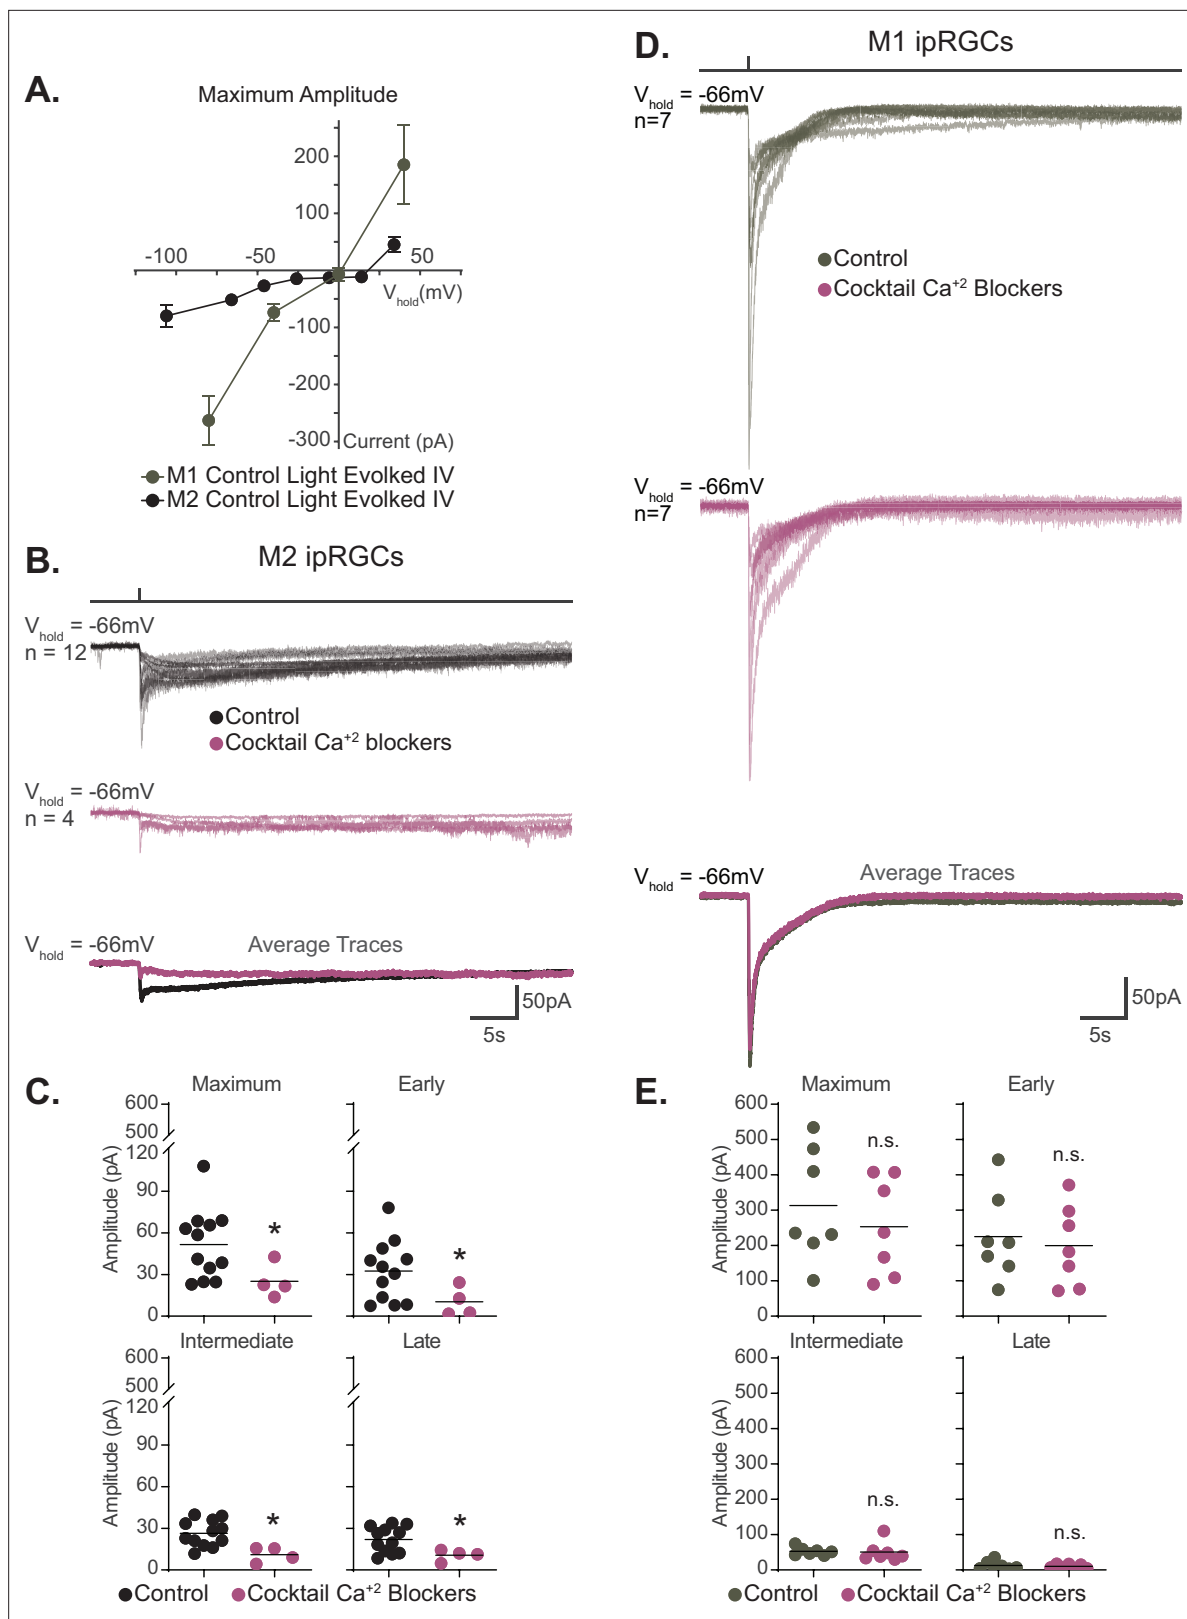 A.
Maximum Amplitude
200
100
-100
-50
50
V_hold(mV)
-100
-200
-300
Current (pA)
M1 Control Light Evolked IV
M2 Control Light Evolked IV
B.
M2 ipRGCs
V_hold = -66mV
n = 12
Control
Cocktail Ca⁺² blockers
V_hold = -66mV
n = 4
V_hold = -66mV
Average Traces
50pA
5s
C.
Maximum
Early
Amplitude (pA)
600
500
120
90
60
30
0
*
*
Intermediate
Late
Amplitude (pA)
600
500
120
90
60
30
0
*
*
Control
Cocktail Ca⁺² Blockers
D.
M1 ipRGCs
V_hold = -66mV
n=7
Control
Cocktail Ca⁺² Blockers
V_hold = -66mV
n=7
V_hold = -66mV
Average Traces
50pA
5s
E.
Maximum
Early
Amplitude (pA)
600
500
400
300
200
100
0
n.s.
n.s.
Intermediate
Late
Amplitude (pA)
600
500
400
300
200
100
0
n.s.
n.s.
Control
Cocktail Ca⁺² Blockers